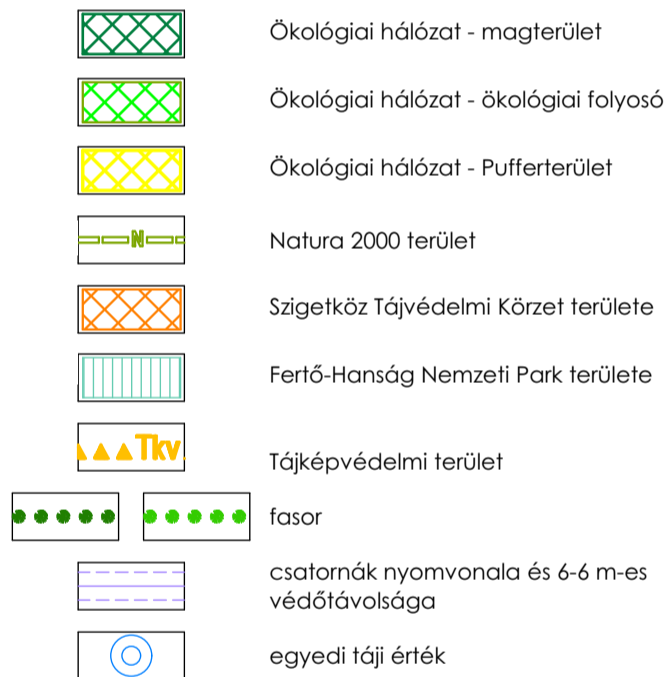 Ökológiai hálózat - magterület
Ökológiai hálózat - ökológiai folyosó
Ökológiai hálózat - Pufferterület
N
Natura 2000 terület
Szigetköz Tájvédelmi Körzet területe
Fertő-Hanság Nemzeti Park területe
Tkv
Tájképvédelmi terület
fasor
csatornák nyomvonala és 6-6 m-es
védőtávolsága
egyedi táji érték